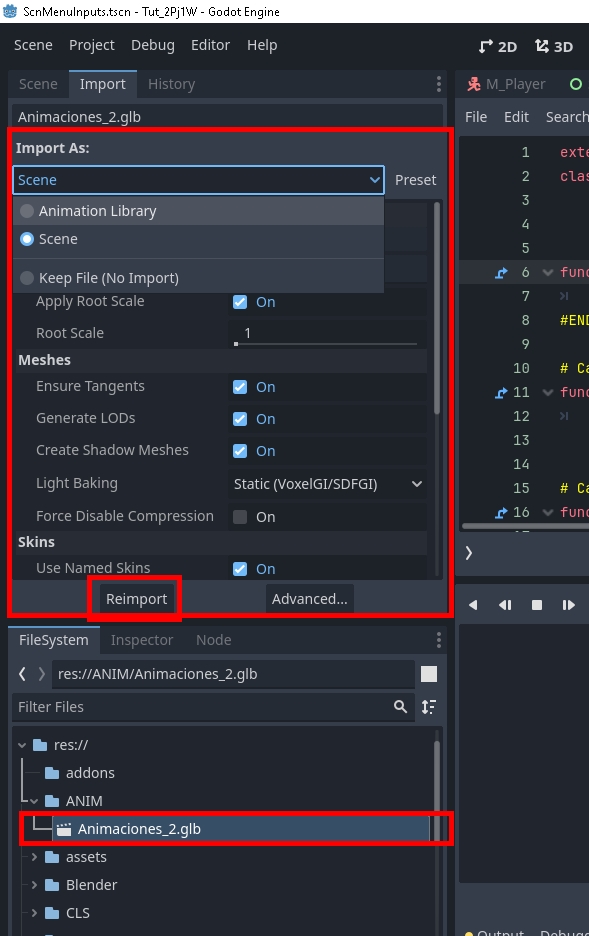 ScnMenuInputs.tscn - Tut_2Pj1W - Godot Engine
Scene Project Debug Editor Help 2D 3D
Scene Import History M_Player
Animaciones_2.glb File Edit Search
Import As:
Scene Preset
Animation Library
Scene
Keep File (No Import)
Apply Root Scale On
Root Scale 1
Meshes
Ensure Tangents On
Generate LODs On
Create Shadow Meshes On
Light Baking Static (VoxelGI/SDFGI)
Force Disable Compression On
Skins
Use Named Skins On
Reimport Advanced...
1 exte
2 clas
3
4
5
6 func
7
8 #END
9
10 # Ca
11 func
12
13
14
15 # Ca
16 func
FileSystem Inspector Node
res://ANIM/Animaciones_2.glb
Filter Files
res://
addons
ANIM
Animaciones_2.glb
assets
Blender
CLS
Output Debug